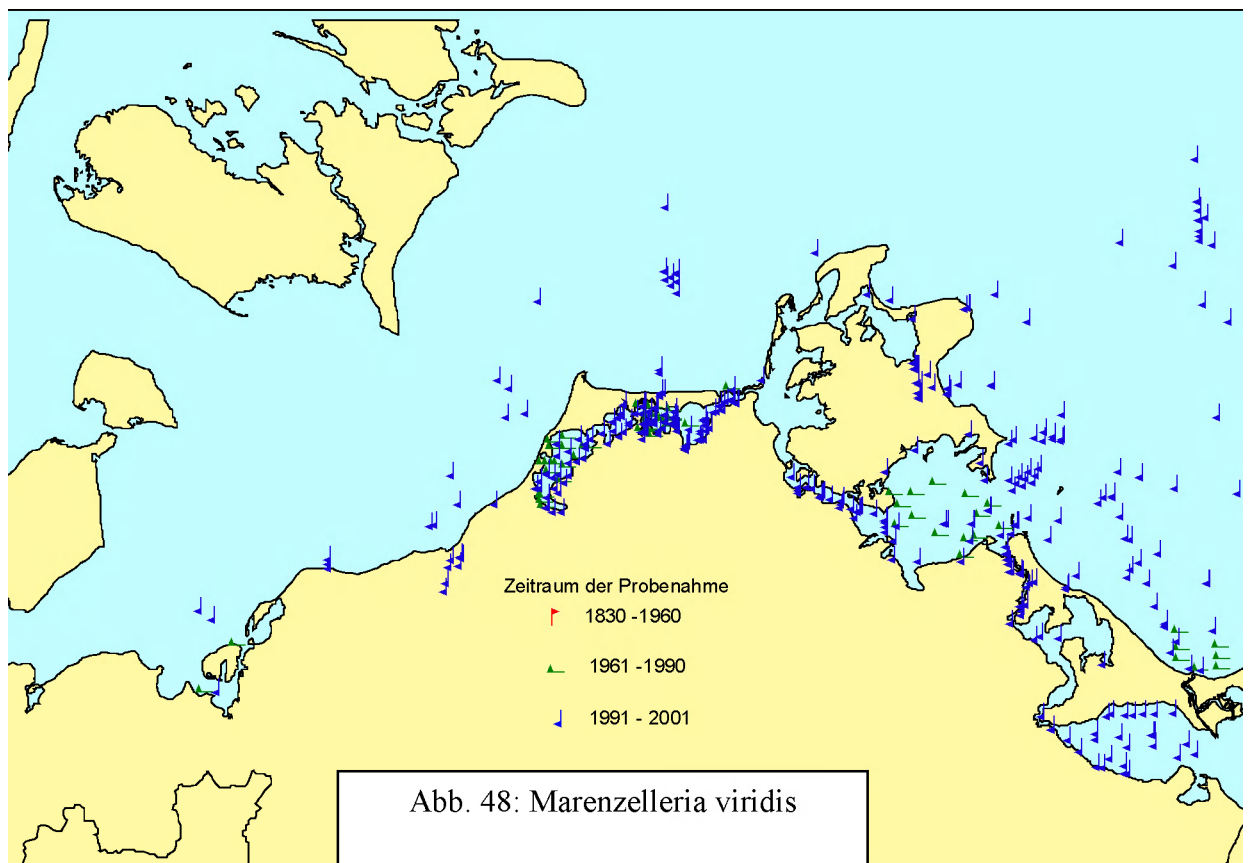 Zeitraum der Probenahme
1830 -1960
1961 -1990
1991 - 2001
Abb. 48: Marenzelleria viridis